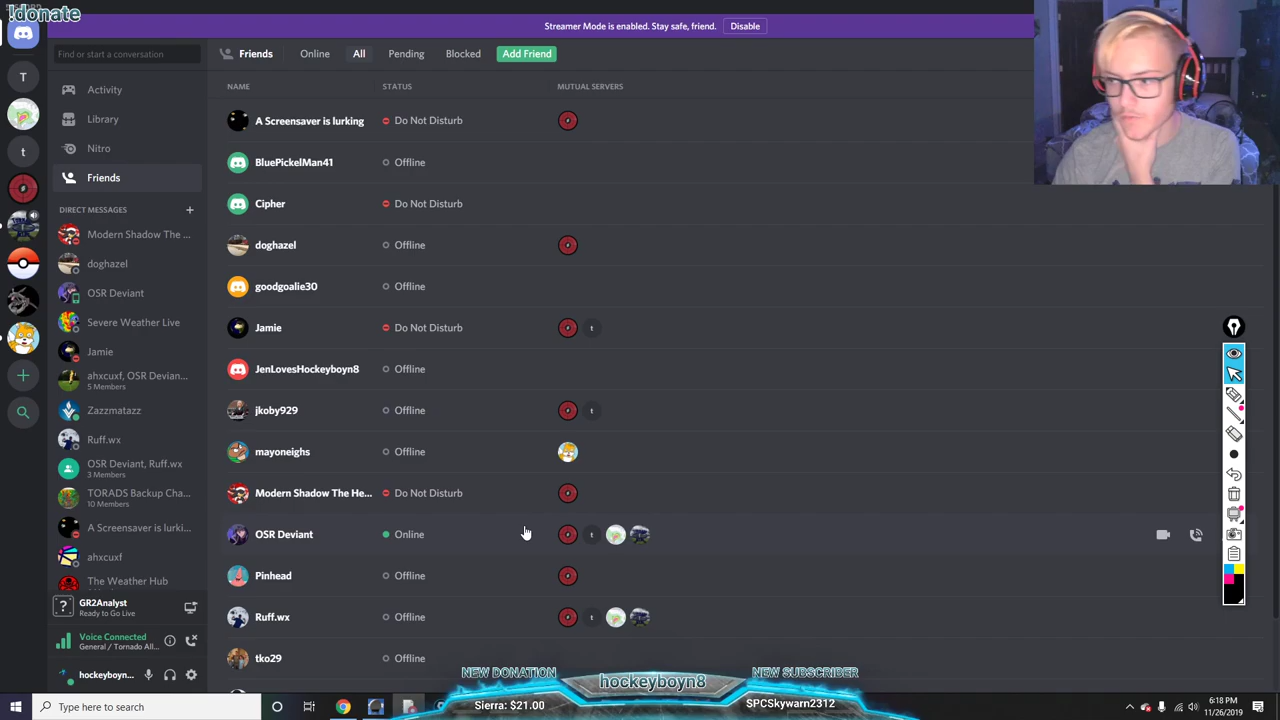 !donate
Streamer Mode is enabled. Stay safe, friend. Disable
Find or start a conversation
Friends Online All Pending Blocked Add Friend
T
t
Activity
Library
Nitro
Friends
DIRECT MESSAGES +
Modern Shadow The ...
doghazel
OSR Deviant
Severe Weather Live
Jamie
ahxcuxf, OSR Devian...
5 Members
Zazzmatazz
Ruff.wx
OSR Deviant, Ruff.wx
3 Members
TORADS Backup Cha...
10 Members
A Screensaver is lurki...
ahxcuxf
The Weather Hub
GR2Analyst
Ready to Go Live
Voice Connected
General / Tornado All...
hockeyboyn...
NAME STATUS MUTUAL SERVERS
A Screensaver is lurking Do Not Disturb
BluePickelMan41 Offline
Cipher Do Not Disturb
doghazel Offline
goodgoalie30 Offline
Jamie Do Not Disturb t
JenLovesHockeyboyn8 Offline
jkoby929 Offline t
mayoneighs Offline
Modern Shadow The He... Do Not Disturb
OSR Deviant Online t
Pinhead Offline
Ruff.wx Offline t
tko29 Offline
NEW DONATION hockeyboyn8 NEW SUBSCRIBER
Sierra: $21.00 SPCSkywarn2312
Type here to search
6:18 PM
11/26/2019